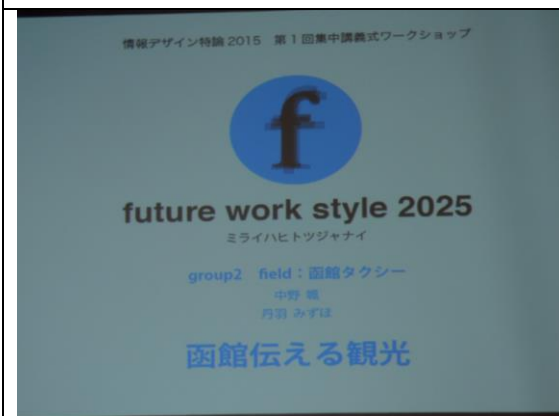 情報デザイン特論 2015 第1回集中講義式ワークショップ
f
future work style 2025
ミライハヒトツジャナイ
group2 field：函館タクシー
中野
丹羽 みずほ
函館伝える観光